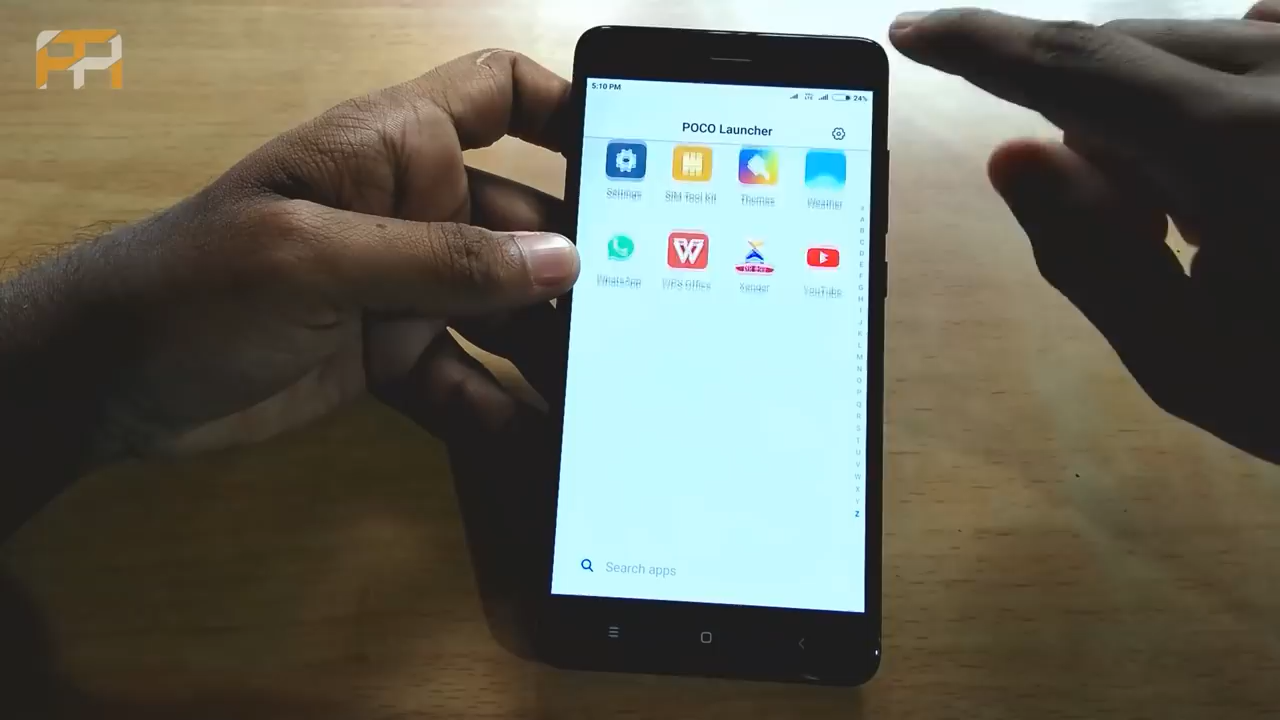 5:10 PM 24%
POCO Launcher
Settings SIM Tool Kit Themes Weather
WhatsApp WPS Office Xender YouTube
A
B
C
D
E
F
G
H
I
J
K
L
M
N
O
P
Q
R
S
T
U
V
W
X
Y
Z
Search apps